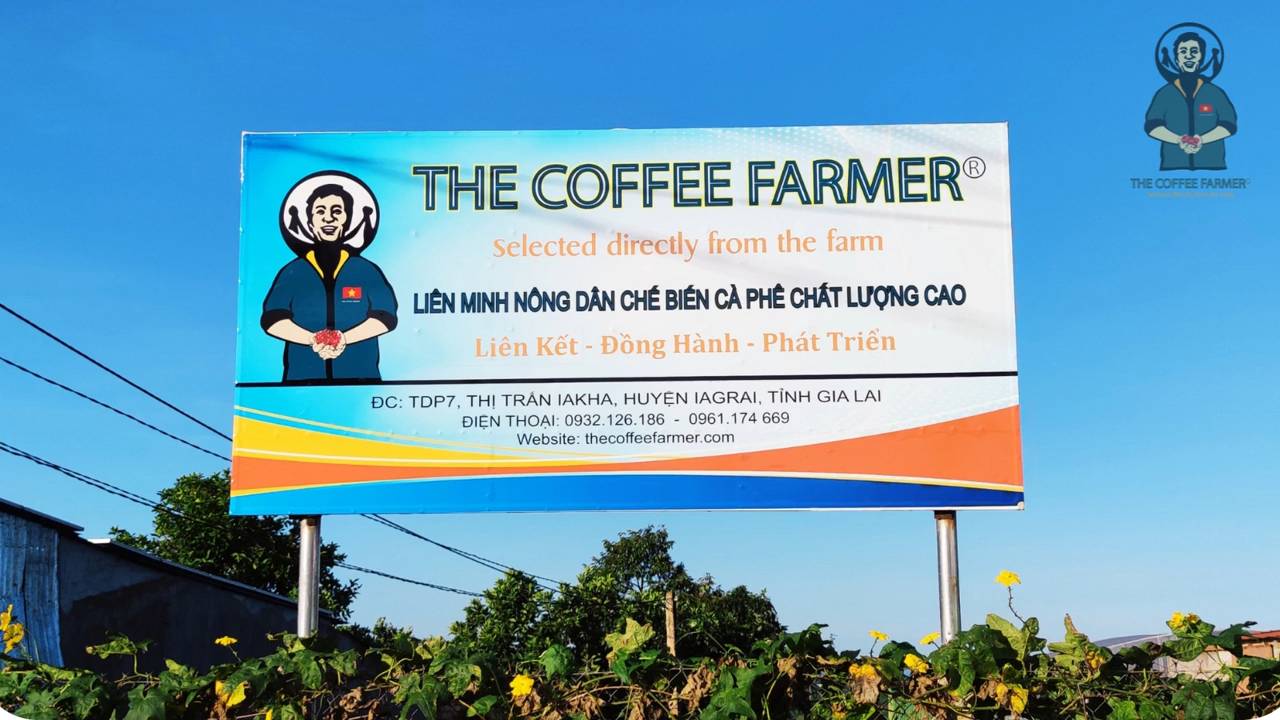 THE COFFEE FARMER®
Selected directly from the farm
LIÊN MINH NÔNG DÂN CHẾ BIẾN CÀ PHÊ CHẤT LƯỢNG CAO
Liên Kết - Đồng Hành - Phát Triển
ĐC: TDP7, THỊ TRẤN IAKHA, HUYỆN IAGRAI, TỈNH GIA LAI
ĐIỆN THOẠI: 0932.126.186 - 0961.174 669
Website: thecoffeefarmer.com
THE COFFEE FARMER®